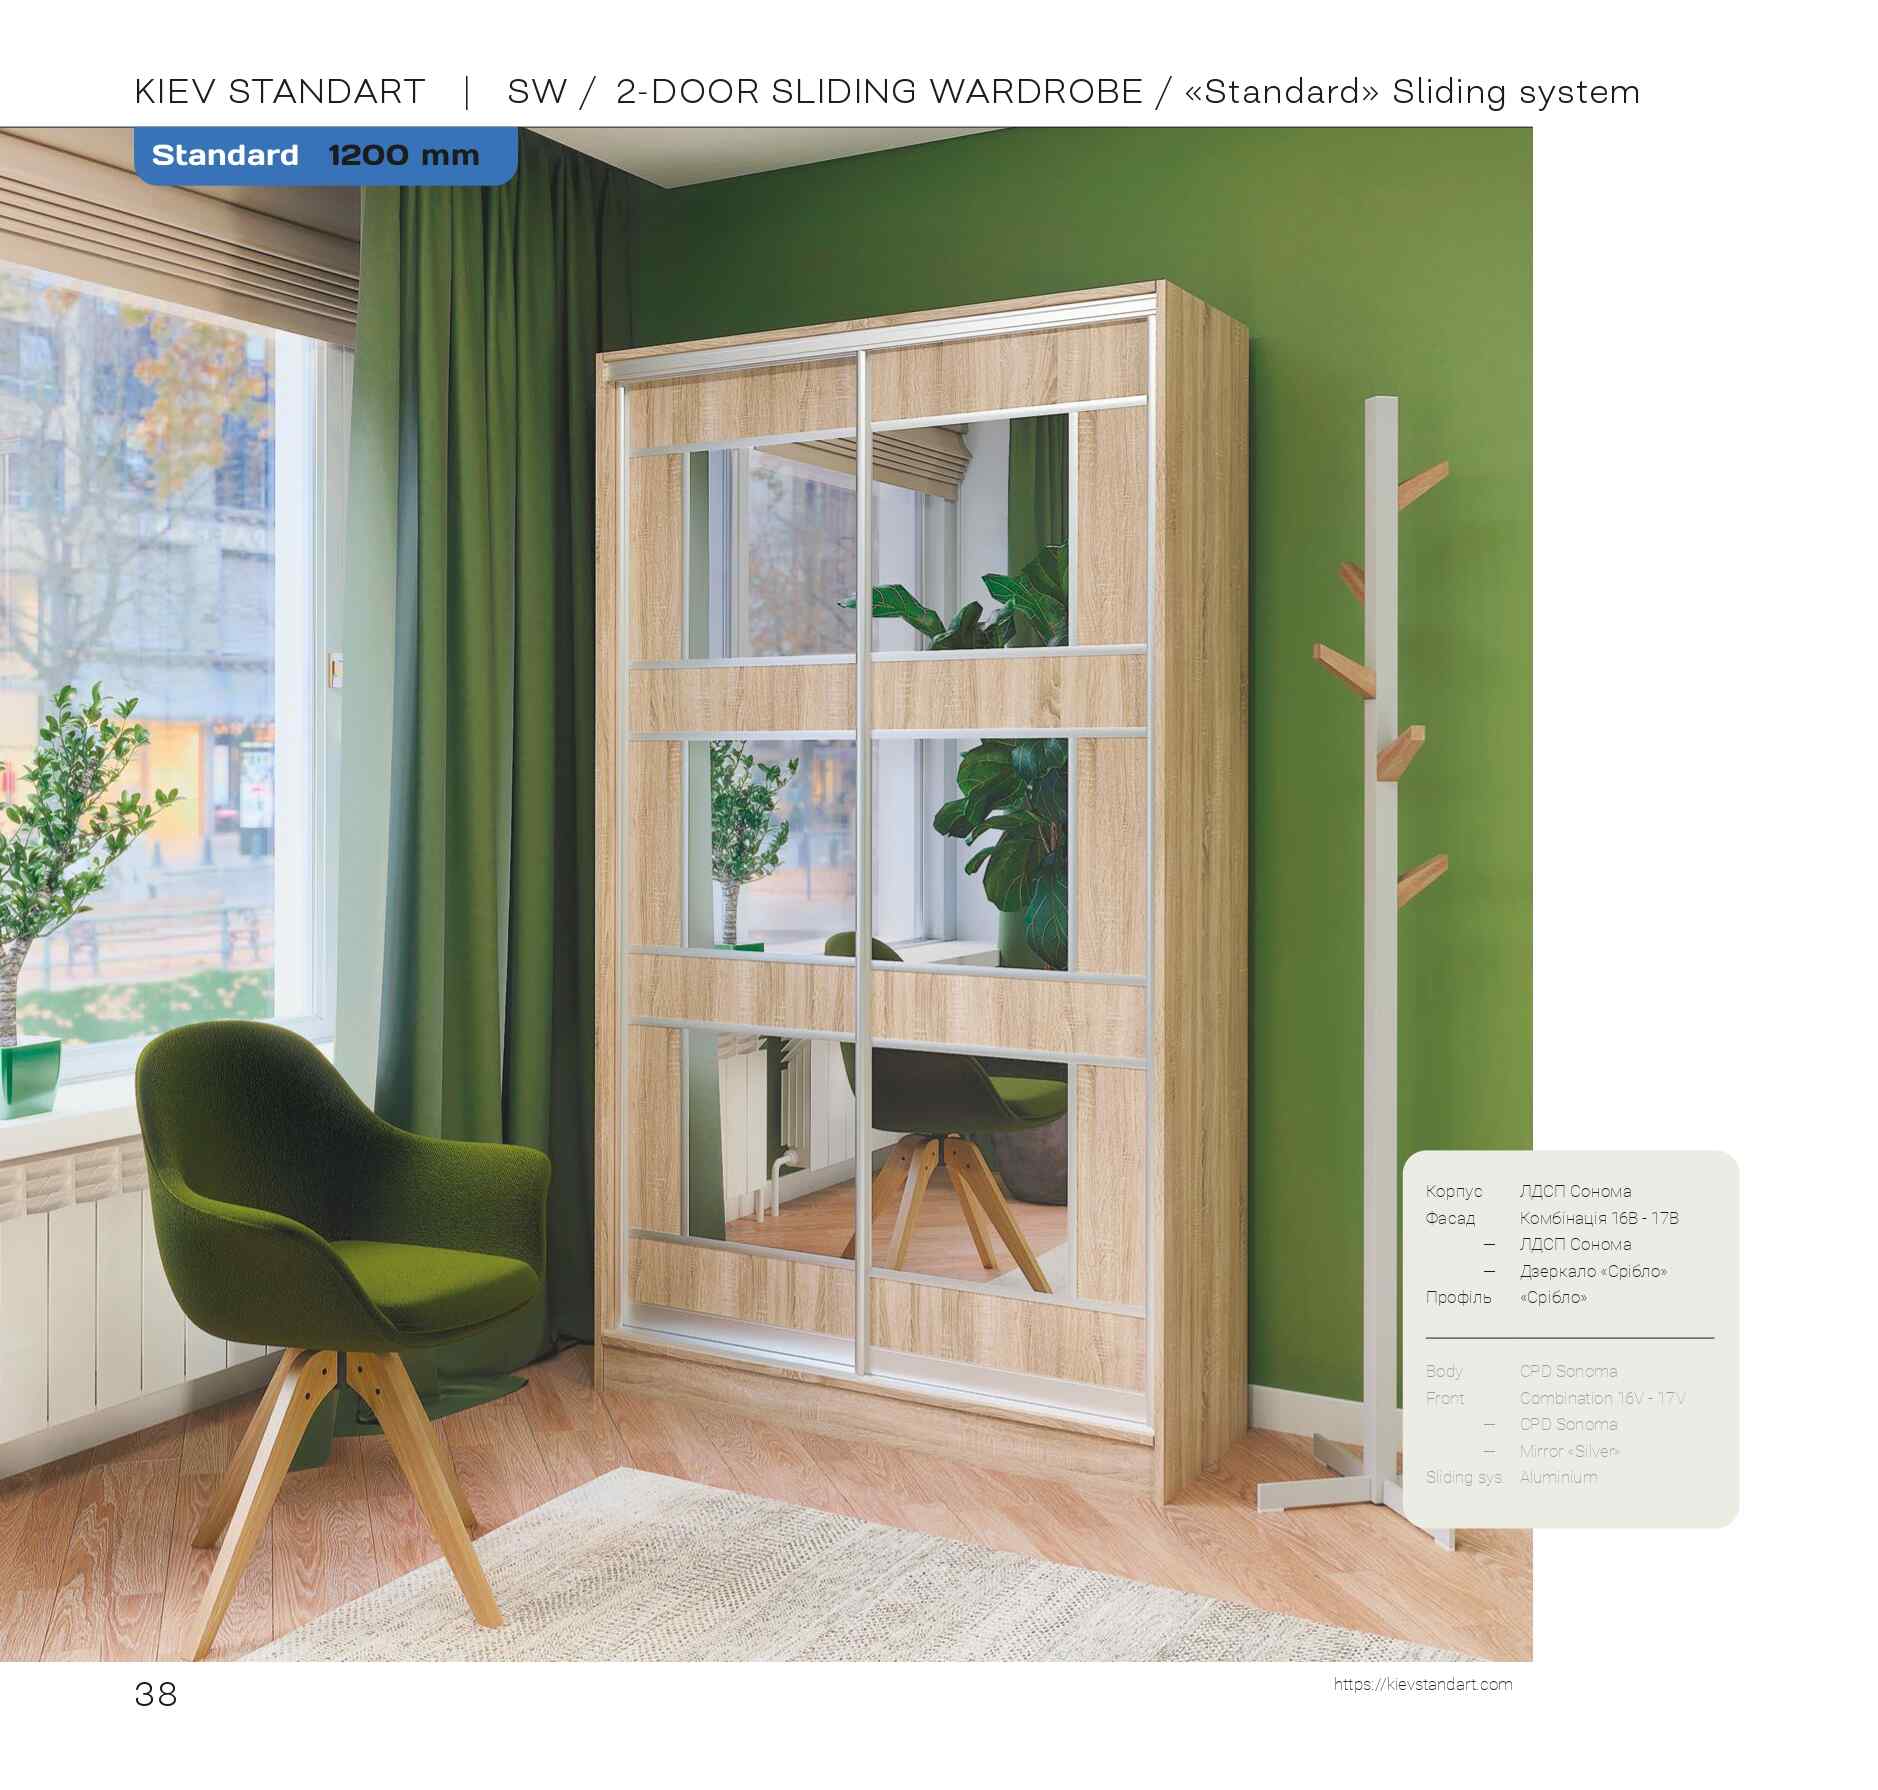 KIEV STANDART | SW / 2-DOOR SLIDING WARDROBE / «Standard» Sliding system
Standard 1200 mm
Корпус ЛДСП Сонома
Фасад Комбінація 16В - 17В
– ЛДСП Сонома
– Дзеркало «Срібло»
Профіль «Срібло»
Body CPD Sonoma
Front Combination 16V - 17V
– CPD Sonoma
– Mirror «Silver»
Sliding sys. Aluminium
38
https://kievstandart.com